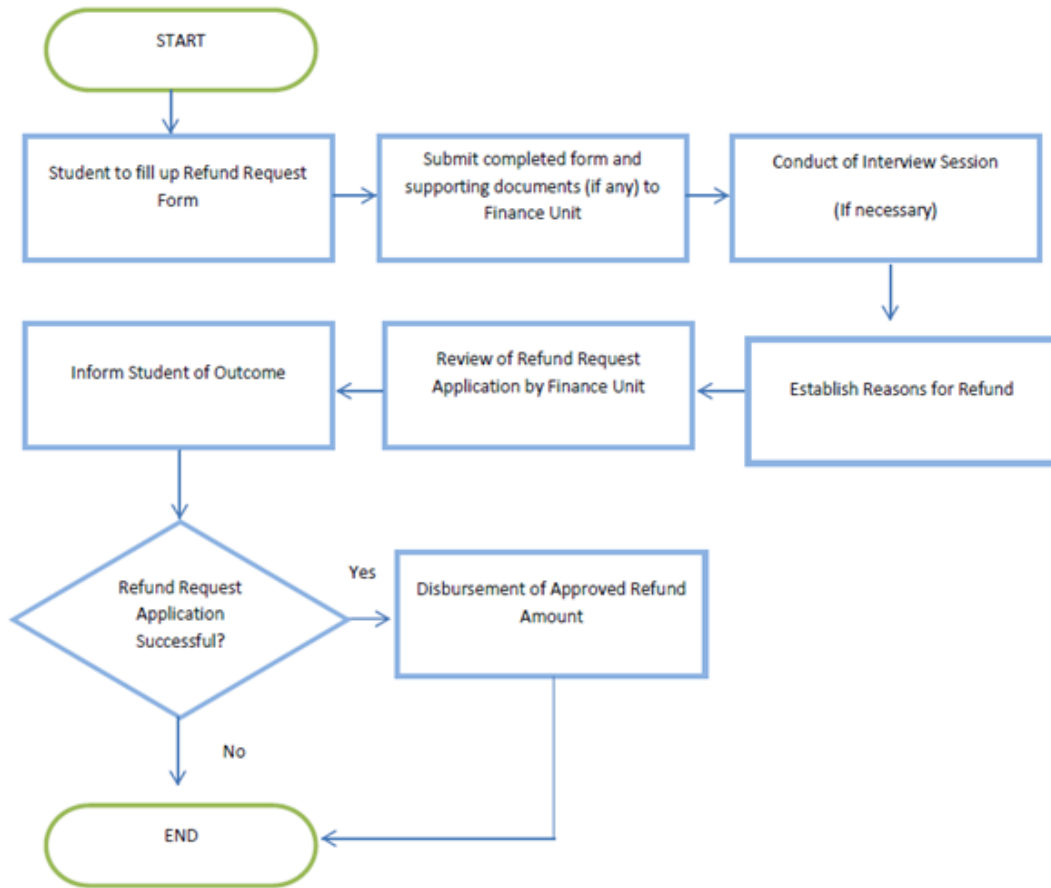 START
Student to fill up Refund Request
Form
Submit completed form and
supporting documents (if any) to
Finance Unit
Conduct of Interview Session
(If necessary)
Inform Student of Outcome
Review of Refund Request
Application by Finance Unit
Establish Reasons for Refund
Refund Request
Application
Successful?
Yes
Disbursement of Approved Refund
Amount
No
END